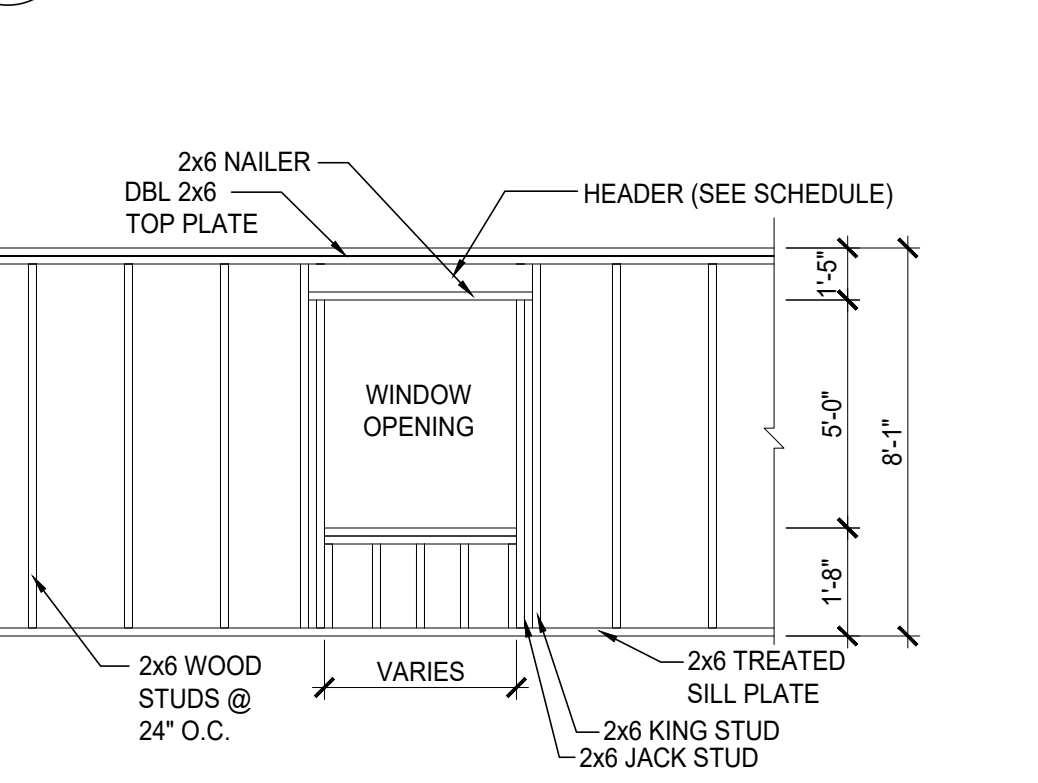 2x6 NAILER
DBL 2x6
TOP PLATE
HEADER (SEE SCHEDULE)
1'-5"
WINDOW
OPENING
5'-0"
8'-1"
1'-8"
2x6 WOOD
STUDS @
24" O.C.
VARIES
2x6 TREATED
SILL PLATE
2x6 KING STUD
2x6 JACK STUD